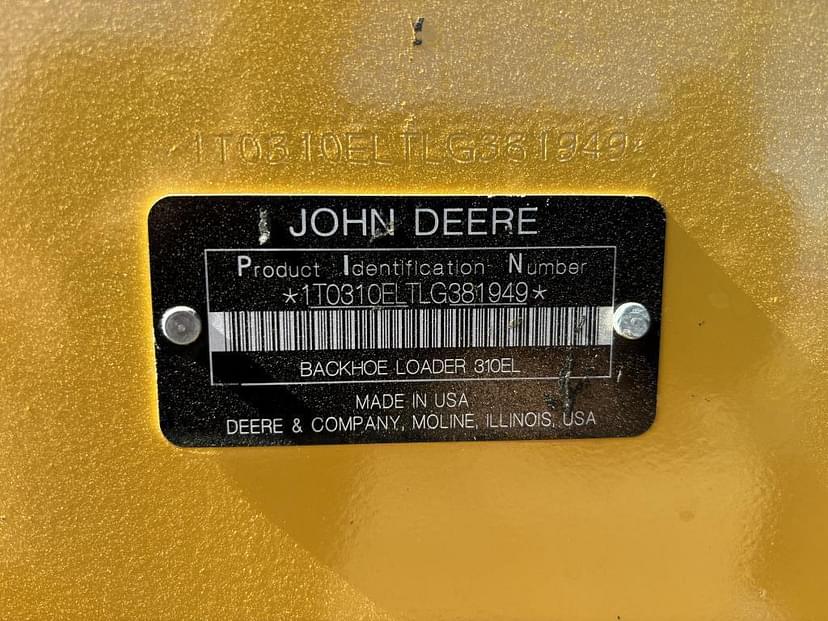 1T0310ELTLG381949*
JOHN DEERE
Product Identification Number
*1T0310ELTLG381949*
BACKHOE LOADER 310EL
MADE IN USA
DEERE & COMPANY, MOLINE, ILLINOIS, USA